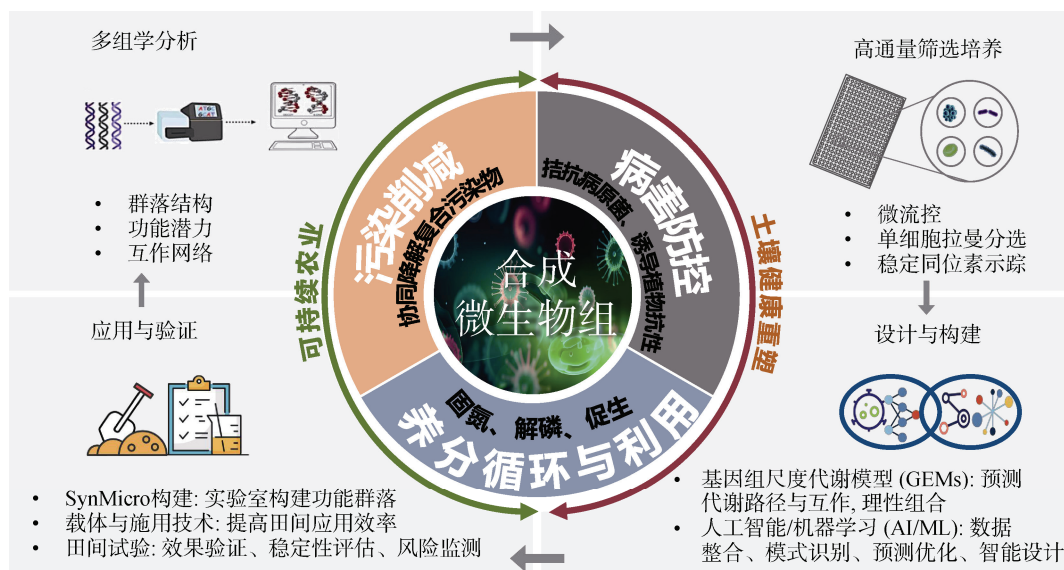 多组学分析
群落结构
功能潜力
互作网络
高通量筛选培养
微流控
单细胞拉曼分选
稳定同位素示踪
污染削减
协同降解复合污染物
病害防控
拮抗病原菌、诱导植物抗性
合成
微生物组
养分循环与利用
固氮、解磷、促生
可持续农业
土壤健康重塑
应用与验证
SynMicro构建: 实验室构建功能群落
载体与施用技术: 提高田间应用效率
田间试验: 效果验证、稳定性评估、风险监测
设计与构建
基因组尺度代谢模型 (GEMs): 预测
代谢路径与互作, 理性组合
人工智能/机器学习 (AI/ML): 数据
整合、模式识别、预测优化、智能设计